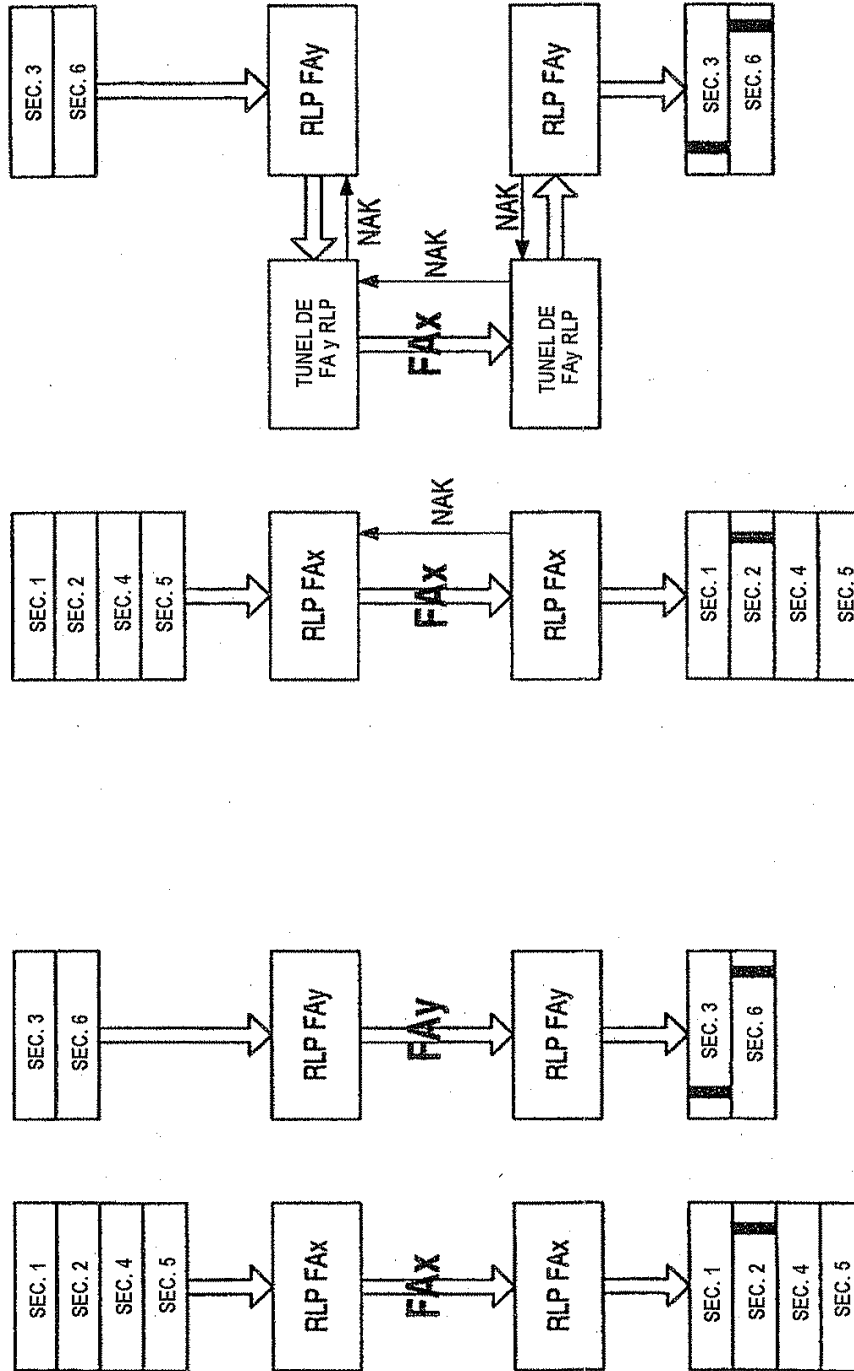 SEC. 1
SEC. 2
SEC. 4
SEC. 5
RLP FAx
FAx
RLP FAx
SEC. 1
SEC. 2
SEC. 4
SEC. 5
SEC. 3
SEC. 6
RLP FAy
FAy
RLP FAy
SEC. 3
SEC. 6
SEC. 1
SEC. 2
SEC. 4
SEC. 5
RLP FAx
FAx
NAK
RLP FAx
SEC. 1
SEC. 2
SEC. 4
SEC. 5
SEC. 3
SEC. 6
TUNEL DE
FA y RLP
NAK
RLP FAy
FAx
NAK
TUNEL DE
FAy RLP
NAK
RLP FAy
SEC. 3
SEC. 6